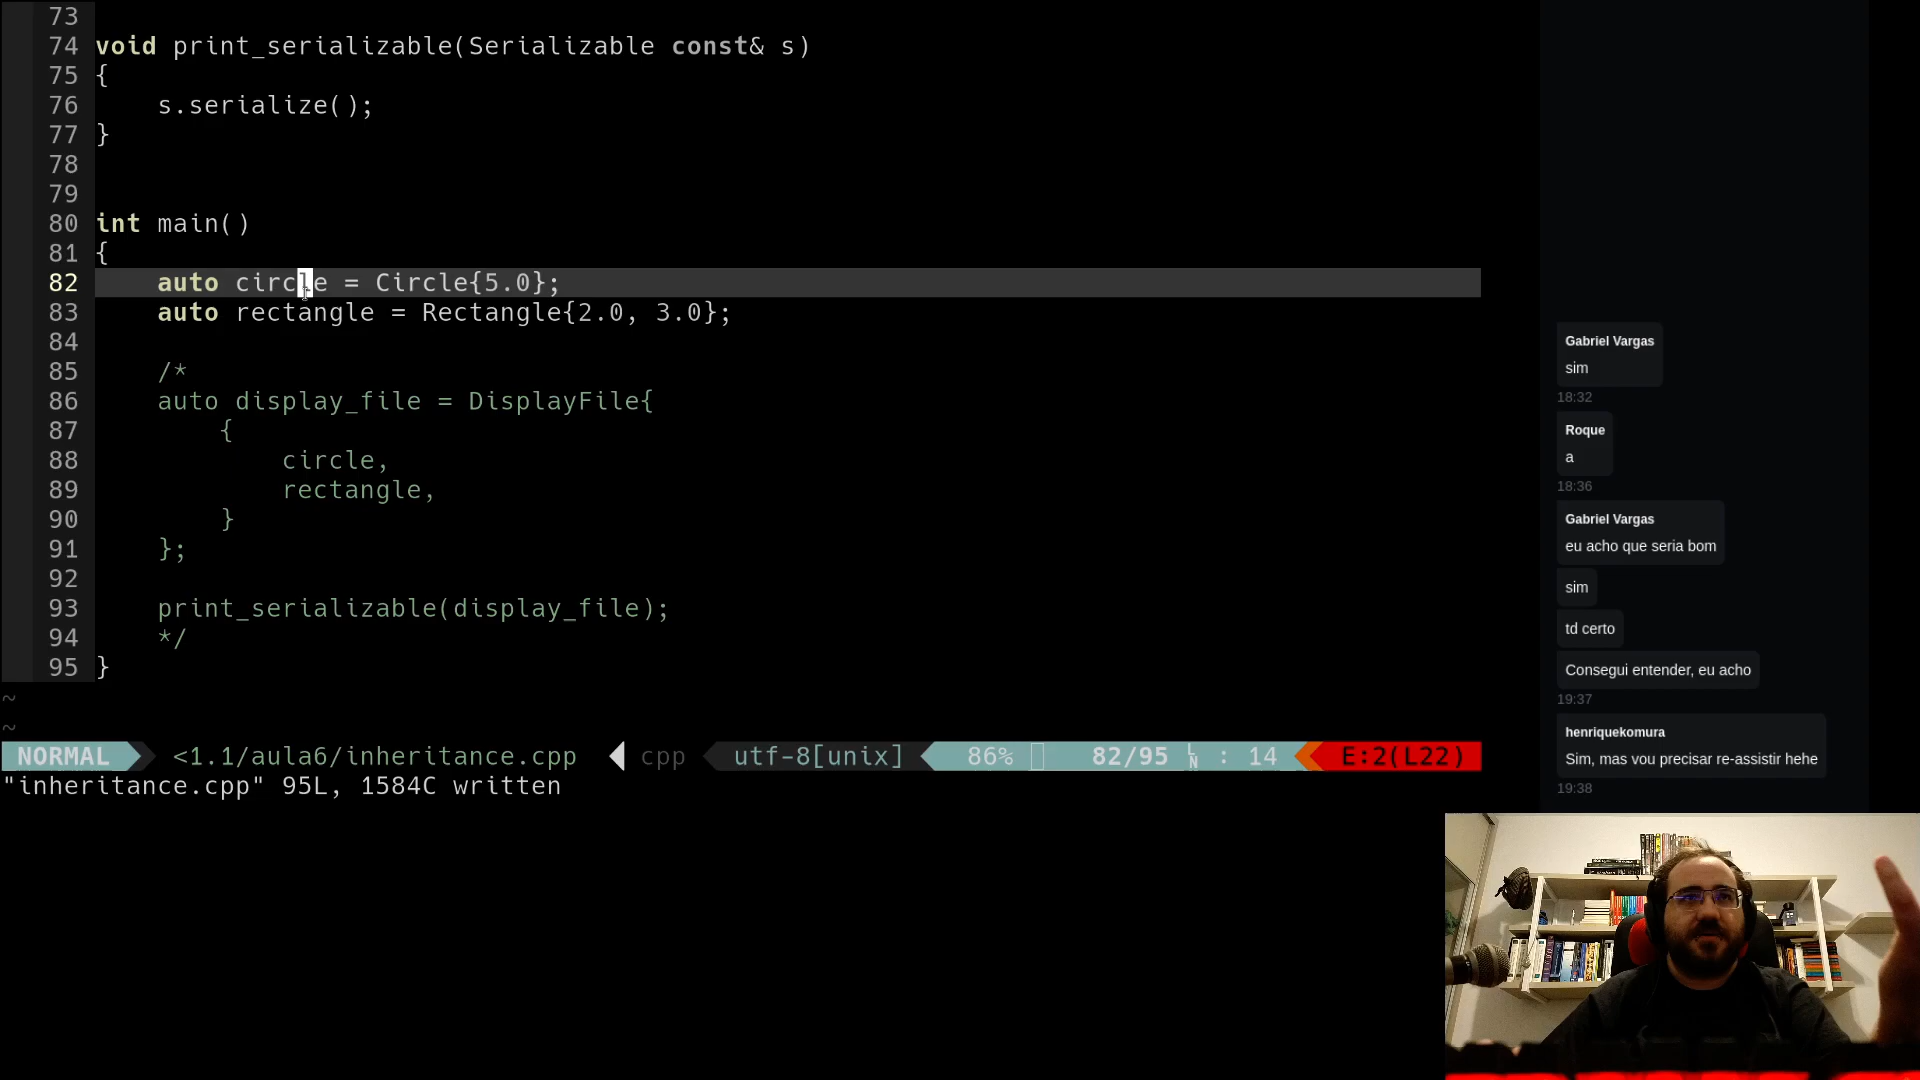 73
74 void print_serializable(Serializable const& s)
75 {
76     s.serialize();
77 }
78
79
80 int main()
81 {
82     auto circle = Circle{5.0};
83     auto rectangle = Rectangle{2.0, 3.0};
84
85     /*
86     auto display_file = DisplayFile{
87         {
88             circle,
89             rectangle,
90         }
91     };
92
93     print_serializable(display_file);
94     */
95 }
~
~
NORMAL <1.1/aula6/inheritance.cpp cpp utf-8[unix] 86% 82/95 LN : 14 E:2(L22)
"inheritance.cpp" 95L, 1584C written
Gabriel Vargas
sim
18:32
Roque
a
18:36
Gabriel Vargas
eu acho que seria bom
sim
td certo
Consegui entender, eu acho
19:37
henriquekomura
Sim, mas vou precisar re-assistir hehe
19:38